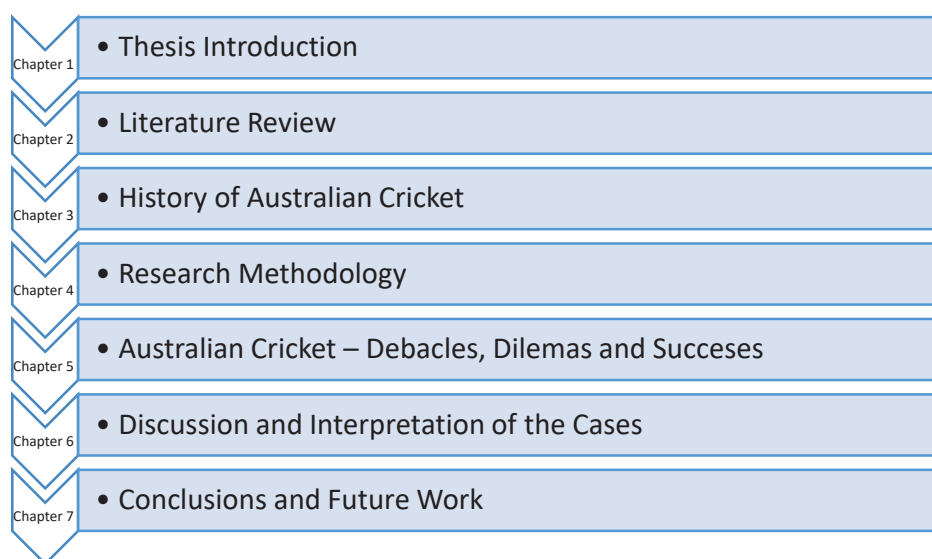 Chapter 1
• Thesis Introduction
Chapter 2
• Literature Review
Chapter 3
• History of Australian Cricket
Chapter 4
• Research Methodology
Chapter 5
• Australian Cricket – Debacles, Dilemas and Succeses
Chapter 6
• Discussion and Interpretation of the Cases
Chapter 7
• Conclusions and Future Work